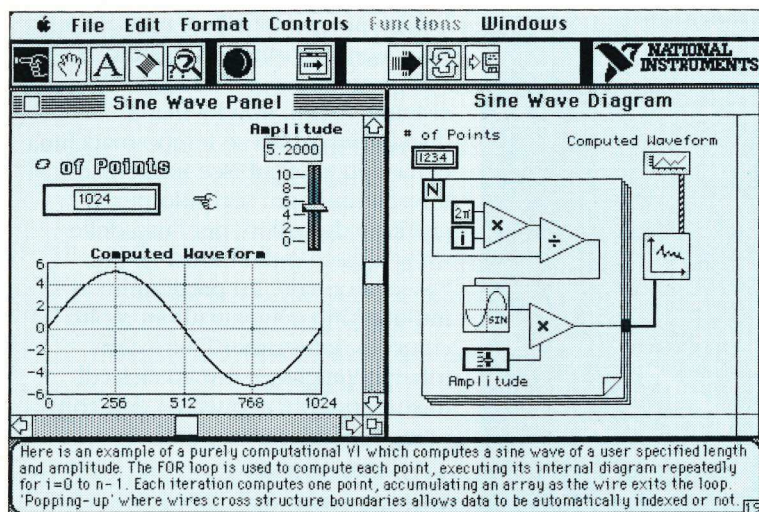 File Edit Format Controls Functions Windows
A ?
NATIONAL
INSTRUMENTS
Sine Wave Panel
Sine Wave Diagram
# of Points
1024
Amplitude
5.2000
10
8
6
4
2
0
Computed Waveform
6
4
2
0
-2
-4
-6
0 256 512 768 1024
# of Points
1234
N
2π
i
×
÷
SIN
×
Amplitude
Computed Waveform
Here is an example of a purely computational VI which computes a sine wave of a user specified length
and amplitude. The FOR loop is used to compute each point, executing its internal diagram repeatedly
for i=0 to n-1. Each iteration computes one point, accumulating an array as the wire exits the loop.
'Popping-up' where wires cross structure boundaries allows data to be automatically indexed or not.